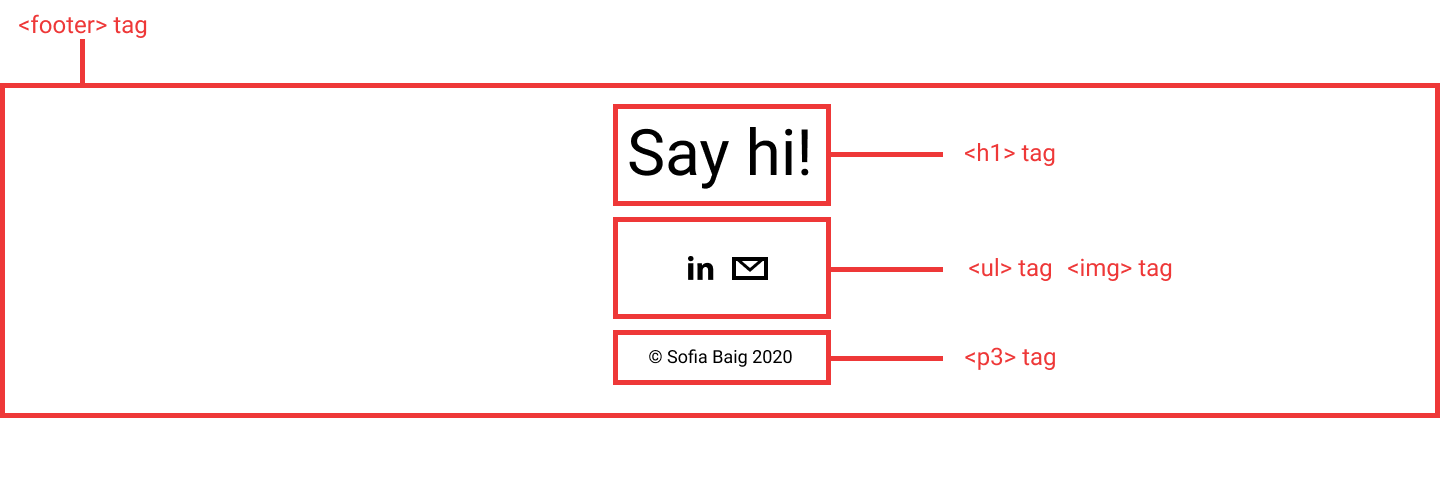 <footer> tag
Say hi!
<h1> tag
in
<ul> tag <img> tag
© Sofia Baig 2020
<p3> tag